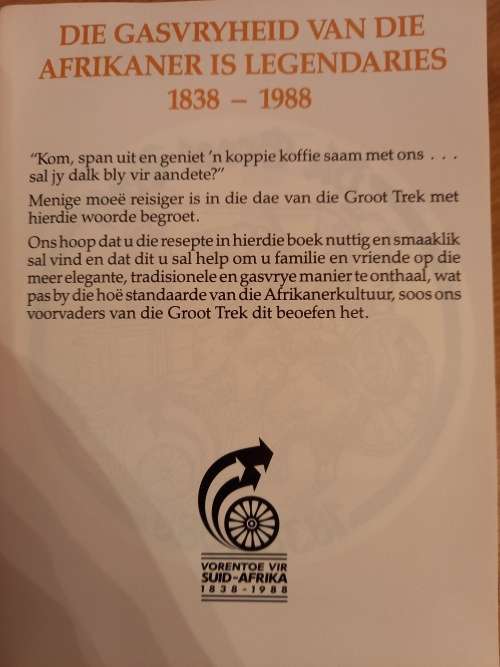 DIE GASVRYHEID VAN DIE
AFRIKANER IS LEGENDARIES
1838 – 1988
“Kom, span uit en geniet 'n koppie koffie saam met ons . . .
sal jy dalk bly vir aandete?”
Menige moeë reisiger is in die dae van die Groot Trek met
hierdie woorde begroet.
Ons hoop dat u die resepte in hierdie boek nuttig en smaaklik
sal vind en dat dit u sal help om u familie en vriende op die
meer elegante, tradisionele en gasvrye manier te onthaal, wat
pas by die hoë standaarde van die Afrikanerkultuur, soos ons
voorvaders van die Groot Trek dit beoefen het.
VORENTOE VIR
SUID-AFRIKA
1838-1988